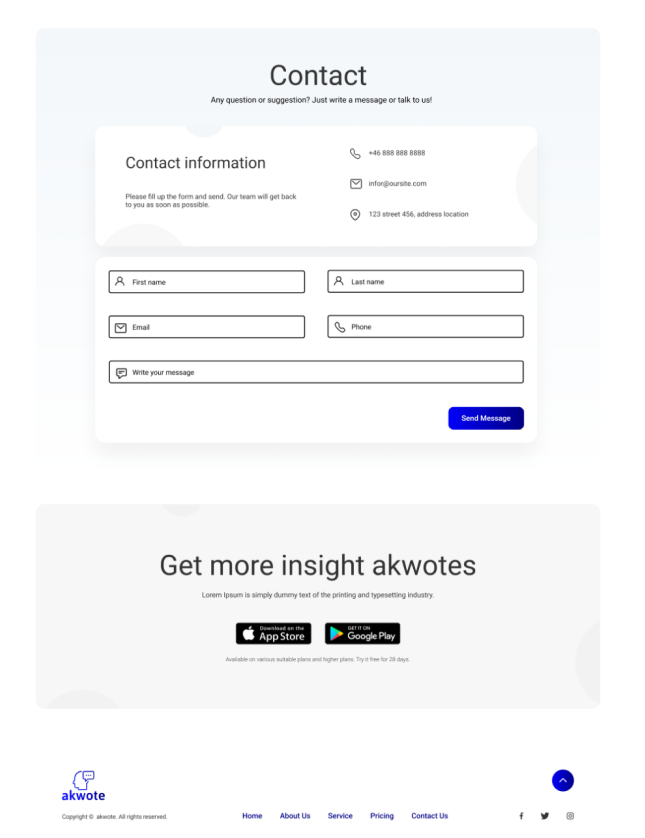 Contact
Any question or suggestion? Just write a message or talk to us!
Contact information
Please fill up the form and send. Our team will get back
to you as soon as possible.
+46 888 888 8888
infor@oursite.com
123 street 456, address location
First name
Last name
Email
Phone
Write your message
Send Message
Get more insight akwotes
Lorem Ipsum is simply dummy text of the printing and typesetting industry.
Download on the
App Store
GET IT ON
Google Play
Available on various suitable plans and higher plans. Try it free for 28 days.
akwote
Copyright © akwote. All rights reserved.
Home About Us Service Pricing Contact Us